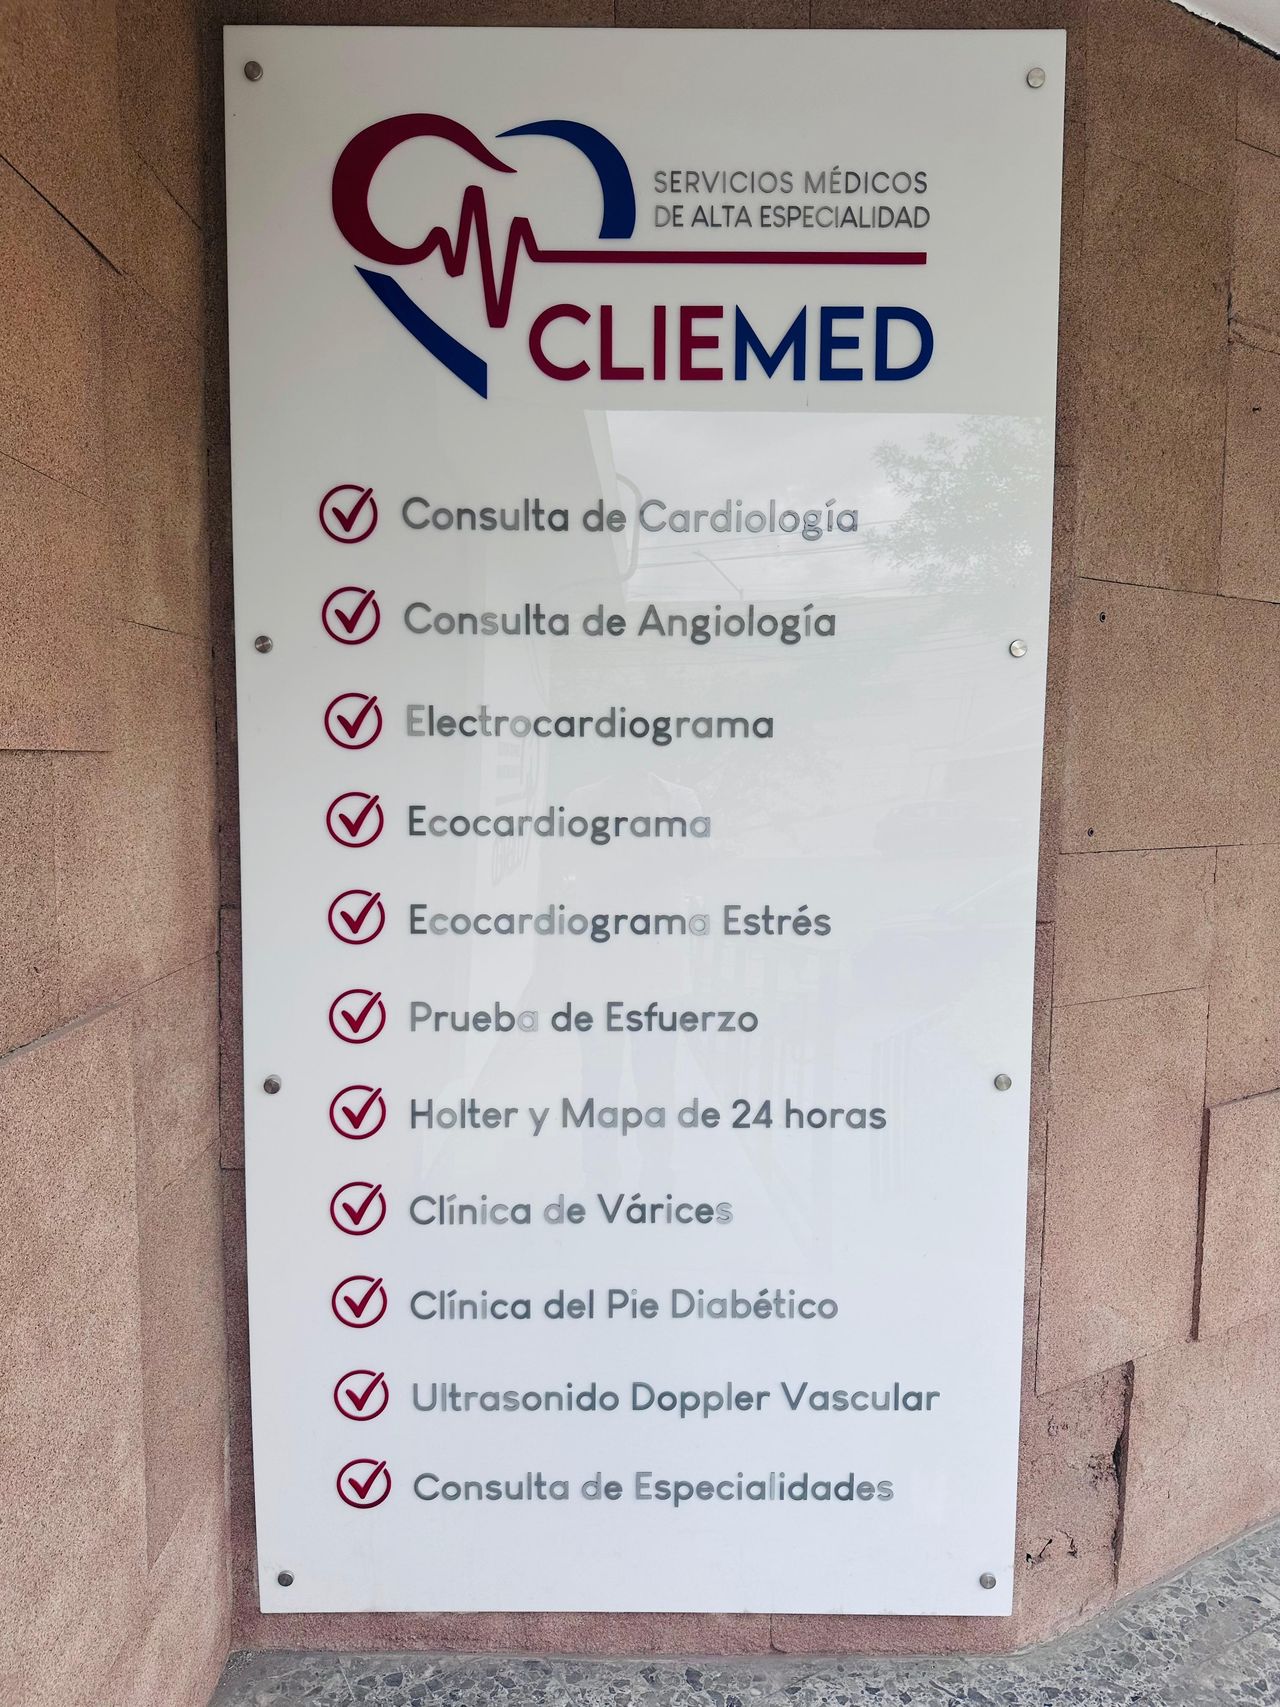 SERVICIOS MÉDICOS
DE ALTA ESPECIALIDAD
CLIEMED
Consulta de Cardiología
Consulta de Angiología
Electrocardiograma
Ecocardiograma
Ecocardiograma Estrés
Prueba de Esfuerzo
Holter y Mapa de 24 horas
Clínica de Várices
Clínica del Pie Diabético
Ultrasonido Doppler Vascular
Consulta de Especialidades